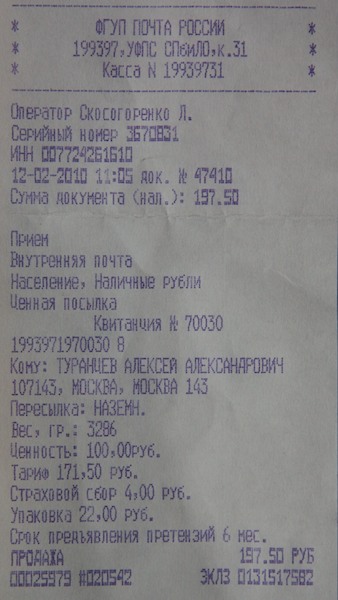 * ФГУП ПОЧТА РОССИИ *
* 199397,УФПС СПбиЛО,к.31 *
* Касса N 19939731 *
Оператор Скосогоренко Л.
Серийный номер 3670831
ИНН 007724261610
12-02-2010 11:05 док. № 47410
Сумма документа (нал.): 197.50
Прием
Внутренняя почта
Население, Наличные рубли
Ценная посылка
Квитанция № 70030
1993971970030 8
Кому: ТУРАНЦЕВ АЛЕКСЕЙ АЛЕКСАНДРОВИЧ
107143, МОСКВА, МОСКВА 143
Пересылка: НАЗЕМН.
Вес, гр.: 3286
Ценность: 100,00руб.
Тариф 171,50 руб.
Страховой сбор 4,00 руб.
Упаковка 22,00 руб.
Срок предъявления претензий 6 мес.
ПРОДАЖА 197.50 РУБ
00025979 #020542 ЭКЛЗ 0131517582